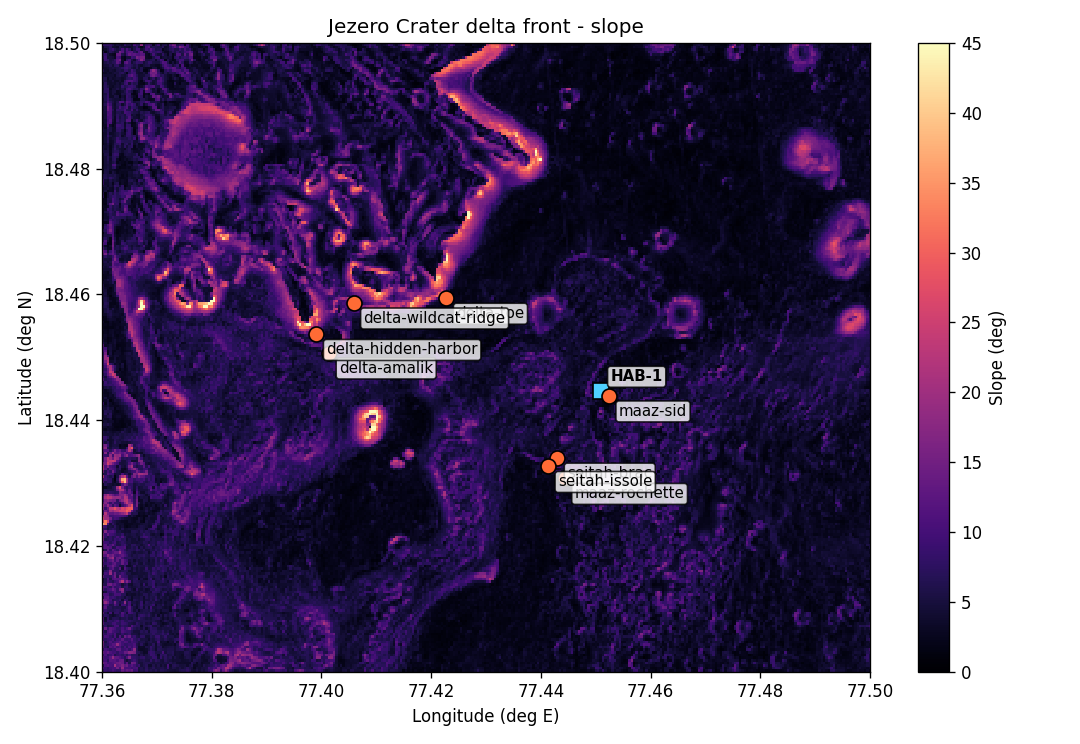 Jezero Crater delta front - slope
18.50
18.48
18.46
18.44
18.42
18.40
Latitude (deg N)
77.36
77.38
77.40
77.42
77.44
77.46
77.48
77.50
Longitude (deg E)
delta-wildcat-ridge
delta-hidden-harbor
delta-amalik
HAB-1
maaz-sid
seitah-issole
maaz-rochette
45
40
35
30
25
20
15
10
5
0
Slope (deg)